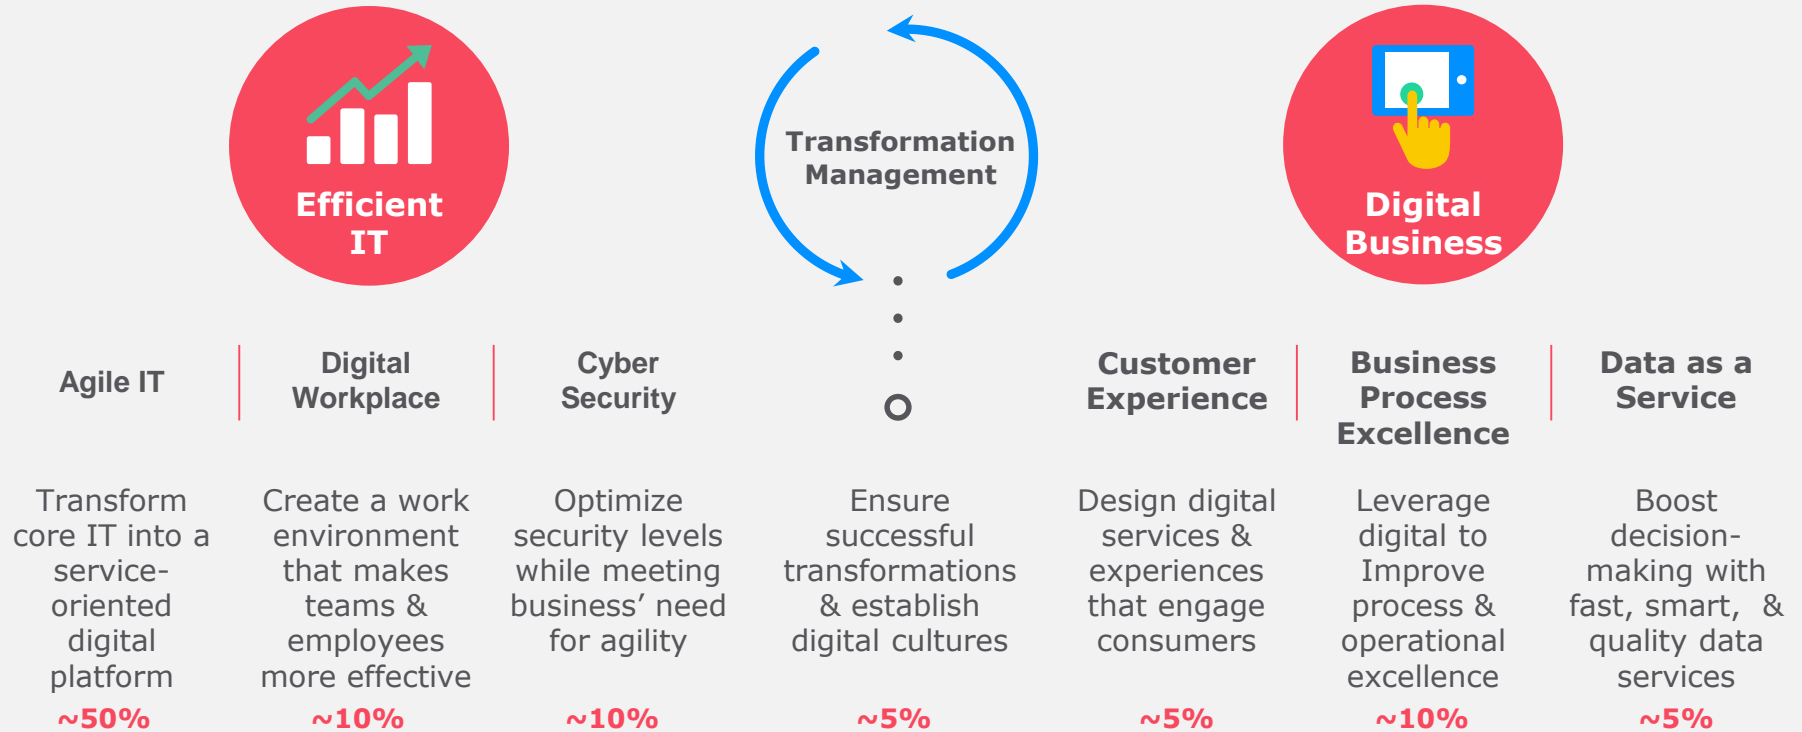 Efficient
IT
Transformation
Management
Digital
Business
Agile IT
Digital
Workplace
Cyber
Security
Customer
Experience
Business
Process
Excellence
Data as a
Service
Transform
core IT into a
service-
oriented
digital
platform
~50%
Create a work
environment
that makes
teams &
employees
more effective
~10%
Optimize
security levels
while meeting
business’ need
for agility
~10%
Ensure
successful
transformations
& establish
digital cultures
~5%
Design digital
services &
experiences
that engage
consumers
~5%
Leverage
digital to
Improve
process &
operational
excellence
~10%
Boost
decision-
making with
fast, smart,  &
quality data
services
~5%